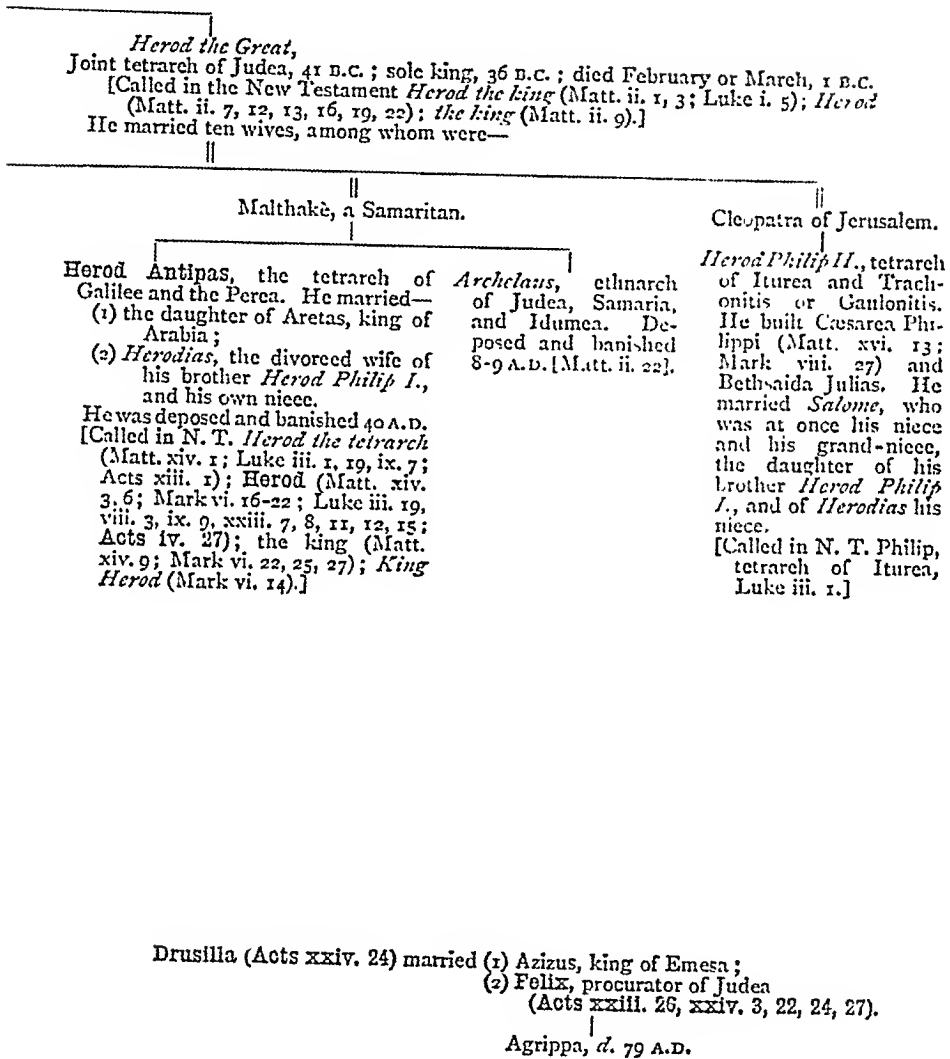 Herod the Great,
Joint tetrarch of Judea, 41 B.C. ; sole king, 36 B.C. ; died February or March, 1 B.C.
[Called in the New Testament Herod the king (Matt. ii. 1, 3; Luke i. 5); Herod
(Matt. ii. 7, 12, 13, 16, 19, 22); the king (Matt. ii. 9).]
He married ten wives, among whom were—
Malthakè, a Samaritan.
Herod Antipas, the tetrarch of
Galilee and the Perea. He married—
(1) the daughter of Aretas, king of
Arabia ;
(2) Herodias, the divorced wife of
his brother Herod Philip I.,
and his own niece.
He was deposed and banished 40 A.D.
[Called in N. T. Herod the tetrarch
(Matt. xiv. 1; Luke iii. 1, 19, ix. 7;
Acts xiii. 1); Herod (Matt. xiv.
3, 6; Mark vi. 16-22; Luke iii. 19,
viii. 3, ix. 9, xxiii. 7, 8, 11, 12, 15;
Acts iv. 27); the king (Matt.
xiv. 9; Mark vi. 22, 25, 27); King
Herod (Mark vi. 14).]
Archelaus, ethnarch
of Judea, Samaria,
and Idumea. De-
posed and banished
8-9 A.D. [Matt. ii. 22].
Cleopatra of Jerusalem.
Herod Philip II., tetrarch
of Iturea and Trach-
onitis or Gaulonitis.
He built Cæsarea Phi-
lippi (Matt. xvi. 13;
Mark viii. 27) and
Bethsaida Julias. He
married Salome, who
was at once his niece
and his grand-niece,
the daughter of his
brother Herod Philip
I., and of Herodias his
niece.
[Called in N. T. Philip,
tetrarch of Iturea,
Luke iii. 1.]
Drusilla (Acts xxiv. 24) married (1) Azizus, king of Emesa ;
(2) Felix, procurator of Judea
(Acts xxiii. 26, xxiv. 3, 22, 24, 27).
Agrippa, d. 79 A.D.